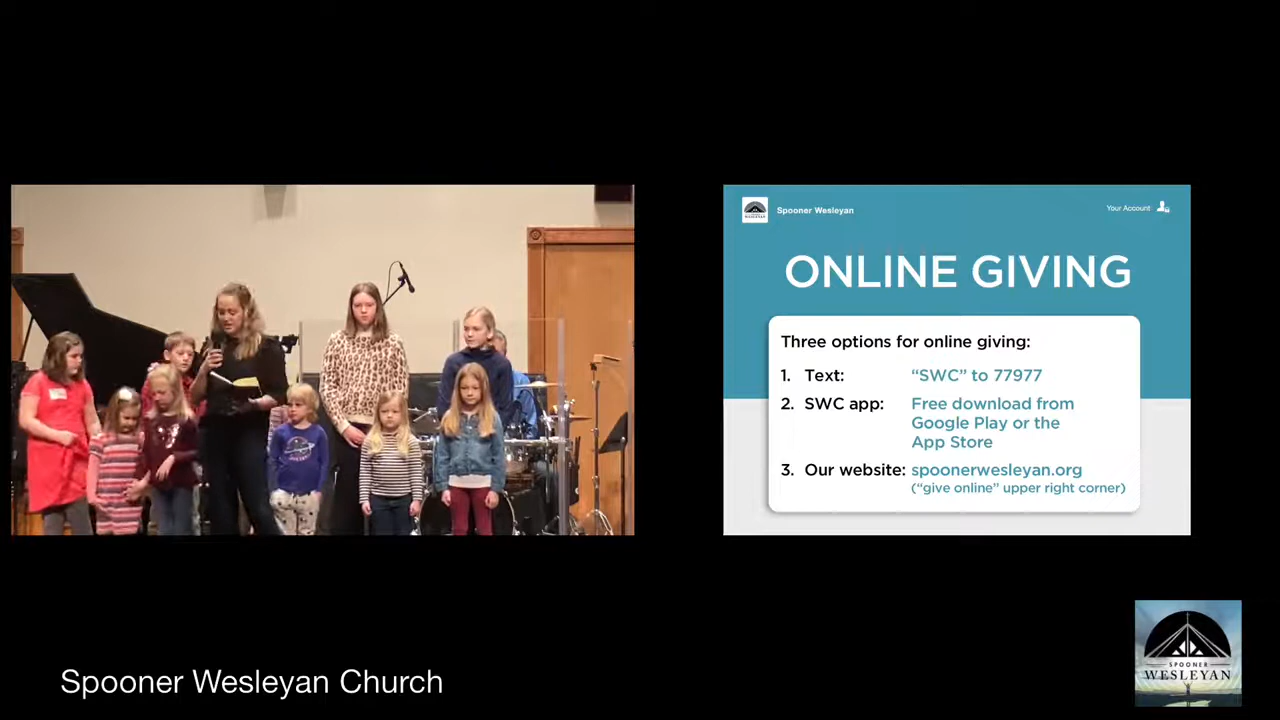 Spooner Wesleyan
Your Account
ONLINE GIVING
Three options for online giving:
1. Text: “SWC” to 77977
2. SWC app: Free download from
Google Play or the
App Store
3. Our website: spoonerwesleyan.org
(“give online” upper right corner)
Spooner Wesleyan Church
SPOONER
WESLEYAN